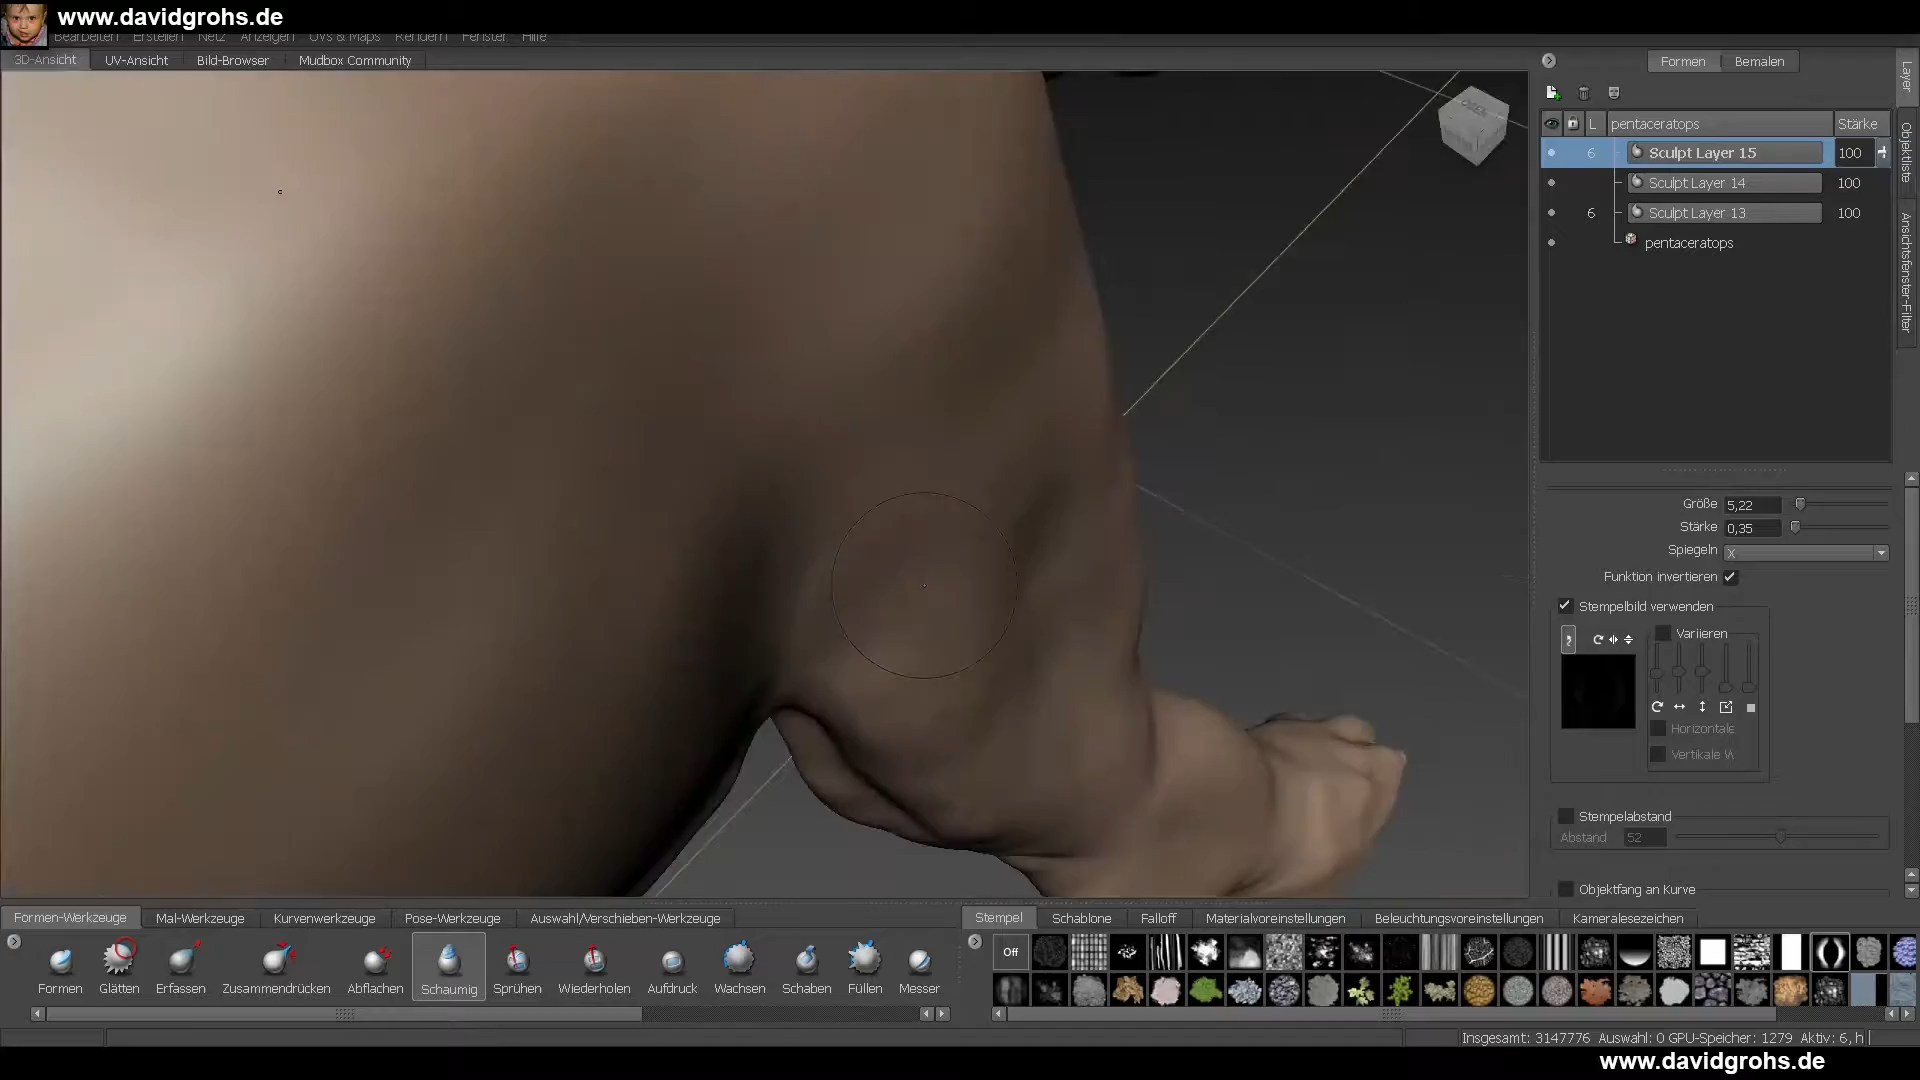 www.davidgrohs.de
Bearbeiten Erstellen Netz Anzeigen UVs & Maps Rendern Fenster Hilfe
3D-Ansicht UV-Ansicht Bild-Browser Mudbox Community
Formen Bemalen
Layer
Objektliste
Ansichtsfenster-Filter
L pentaceratops Stärke
6 Sculpt Layer 15 100
Sculpt Layer 14 100
6 Sculpt Layer 13 100
pentaceratops
Größe 5,22
Stärke 0,35
Spiegeln X
Funktion invertieren
Stempelbild verwenden
Variieren
Horizontale
Vertikale W
Stempelabstand
Abstand 52
Objektfang an Kurve
Formen-Werkzeuge Mal-Werkzeuge Kurvenwerkzeuge Pose-Werkzeuge Auswahl/Verschieben-Werkzeuge
Stempel Schablone Falloff Materialvoreinstellungen Beleuchtungsvoreinstellungen Kameralesezeichen
Off
Formen Glätten Erfassen Zusammendrücken Abflachen Schaumig Sprühen Wiederholen Aufdruck Wachsen Schaben Füllen Messer
Insgesamt: 3147776 Auswahl: 0 GPU-Speicher: 1279 Aktiv: 6, h
www.davidgrohs.de